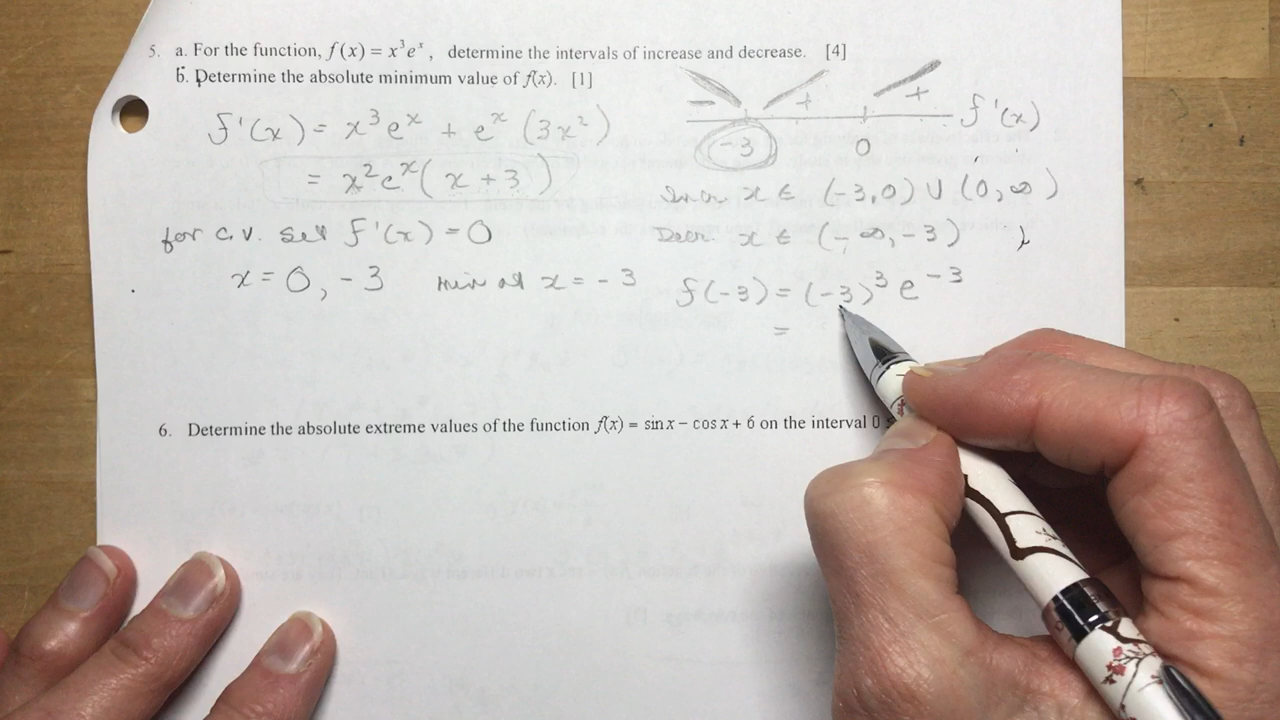 5. a. For the function, f(x) = x³eˣ, determine the intervals of increase and decrease. [4]
b. Determine the absolute minimum value of f(x). [1]
f'(x) = x³eˣ + eˣ (3x²)
= x²eˣ( x + 3 )
for c.v. set f'(x) = 0
x = 0, -3
min at x = -3
- + + f'(x)
-3 0
Incr x ∈ (-3,0) ∪ (0,∞)
Decr. x ∈ (-∞,-3)
f(-3) = (-3)³ e⁻³
=
6. Determine the absolute extreme values of the function f(x) = sin x - cos x + 6 on the interval 0 ≤